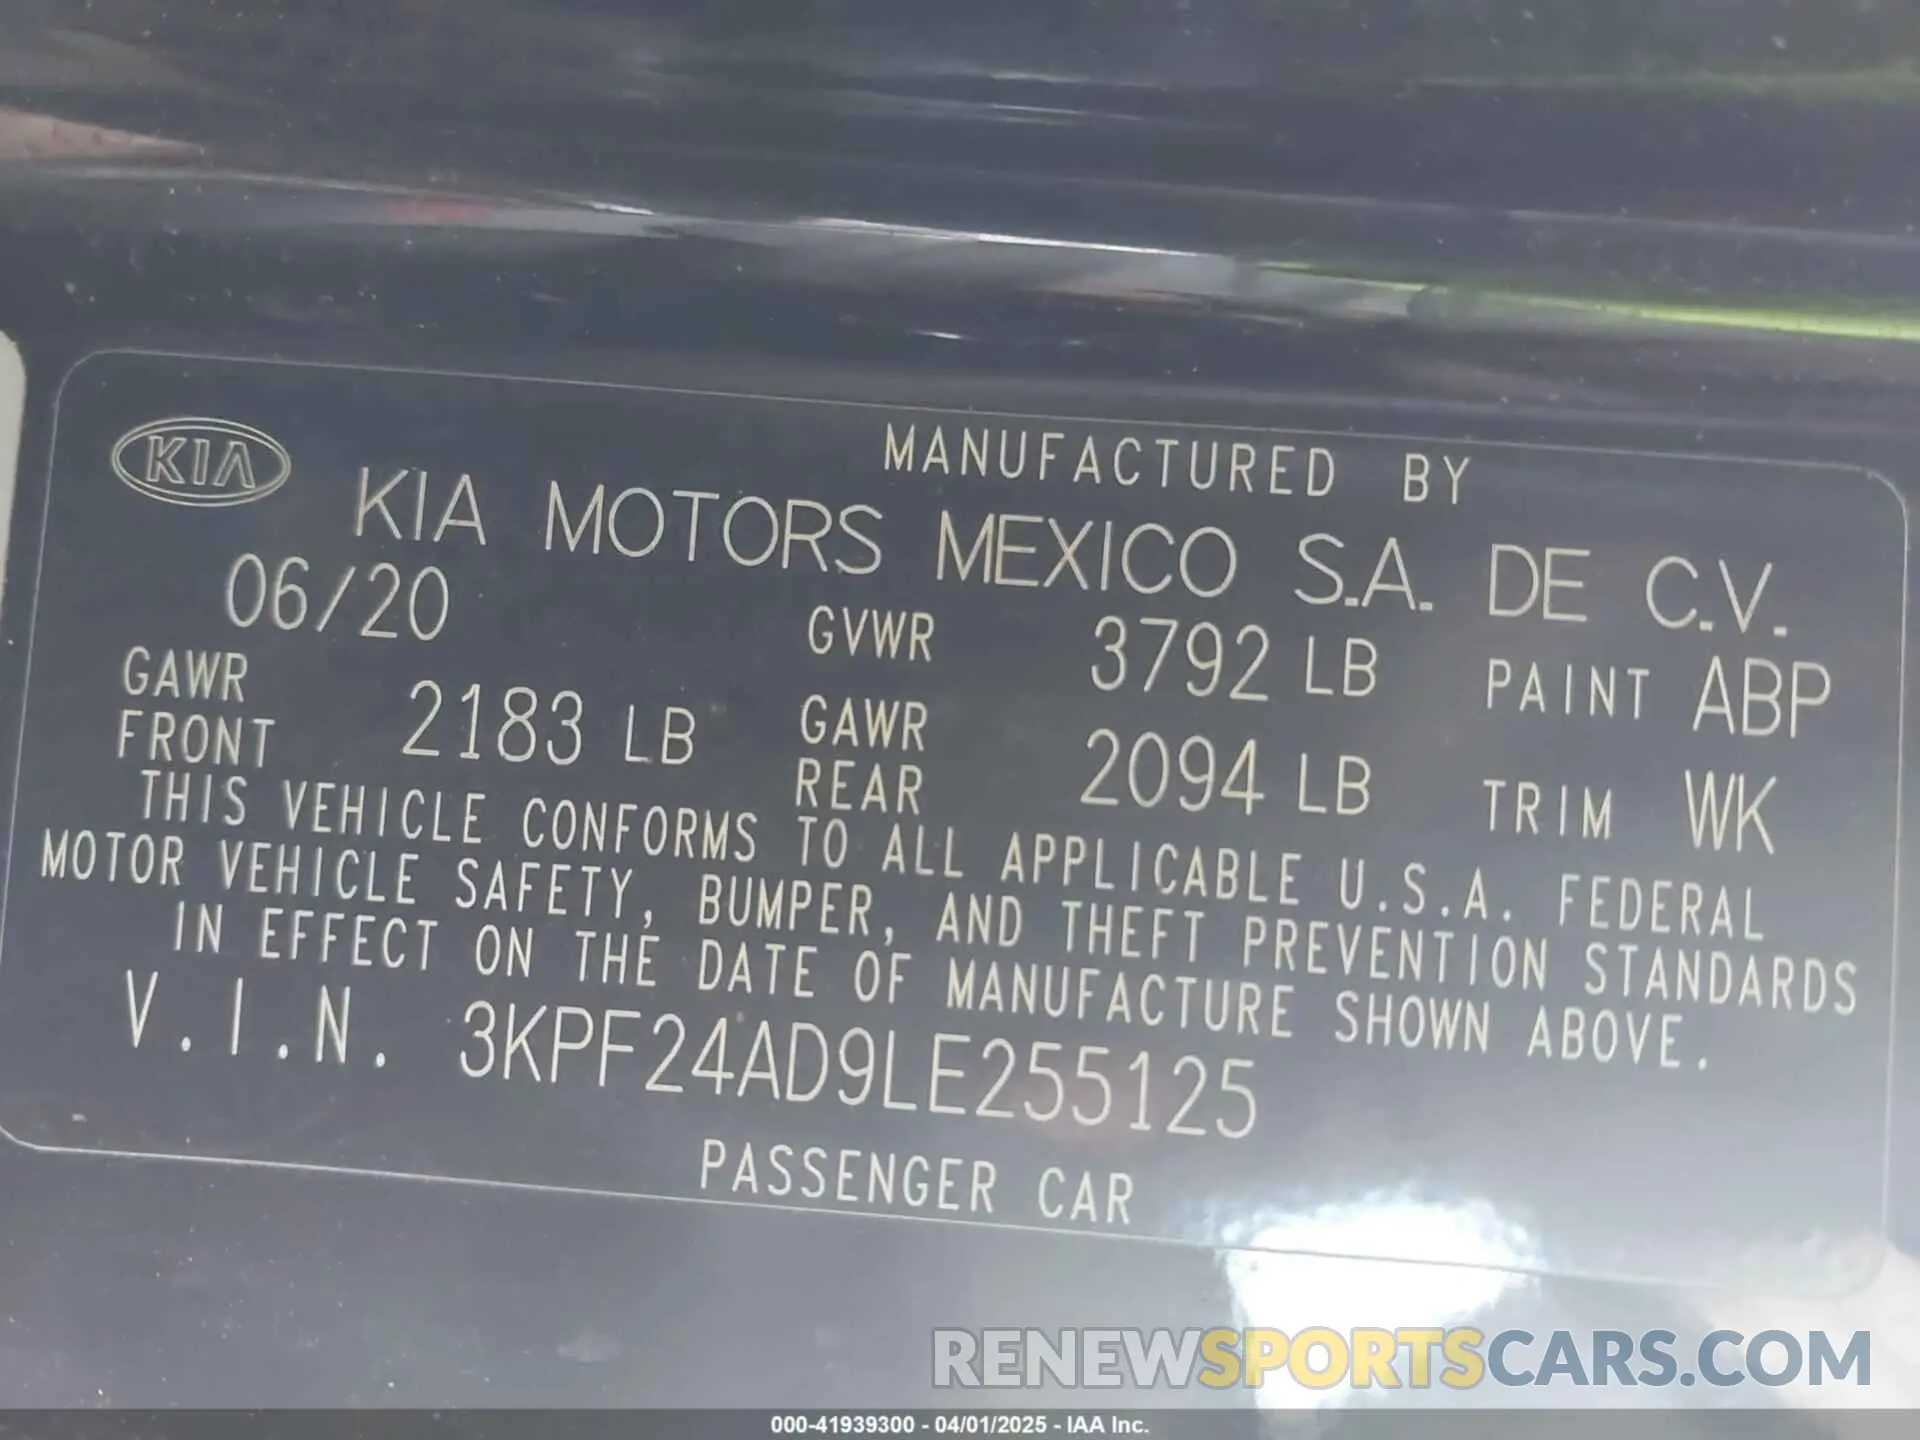 MANUFACTURED BY
KIA KIA MOTORS MEXICO S.A. DE C.V.
06/20 GVWR 3792 LB PAINT ABP
GAWR FRONT 2183 LB GAWR REAR 2094 LB TRIM WK
THIS VEHICLE CONFORMS TO ALL APPLICABLE U.S.A. FEDERAL
MOTOR VEHICLE SAFETY, BUMPER, AND THEFT PREVENTION STANDARDS
IN EFFECT ON THE DATE OF MANUFACTURE SHOWN ABOVE.
V.I.N. 3KPF24AD9LE255125
PASSENGER CAR
RENEWSPORTSCARS.COM
000-41939300 - 04/01/2025 - IAA Inc.